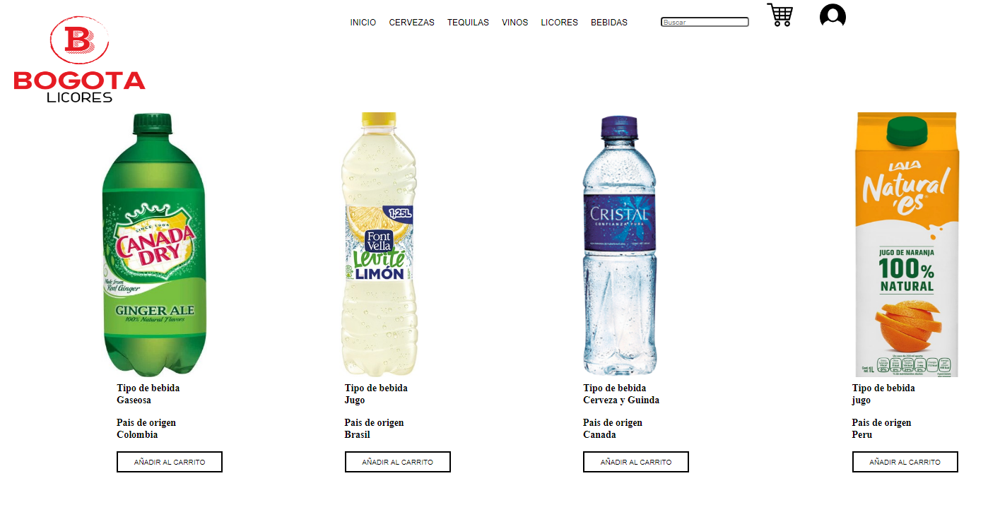 B
BOGOTA
LICORES
INICIO CERVEZAS TEQUILAS VINOS LICORES BEBIDAS
Buscar
SINCE 1904
CANADA
DRY
Made from
Real Ginger
GINGER ALE
100% Natural Flavors
1,25L
Font
Vella
Levité
LIMÓN
CRISTAL
CONFIANZA PURA
LALA
Natural
'es
JUGO DE NARANJA
100%
NATURAL
1L
Tipo de bebida
Gaseosa
Pais de origen
Colombia
AÑADIR AL CARRITO
Tipo de bebida
Jugo
Pais de origen
Brasil
AÑADIR AL CARRITO
Tipo de bebida
Cerveza y Guinda
Pais de origen
Canada
AÑADIR AL CARRITO
Tipo de bebida
jugo
Pais de origen
Peru
AÑADIR AL CARRITO